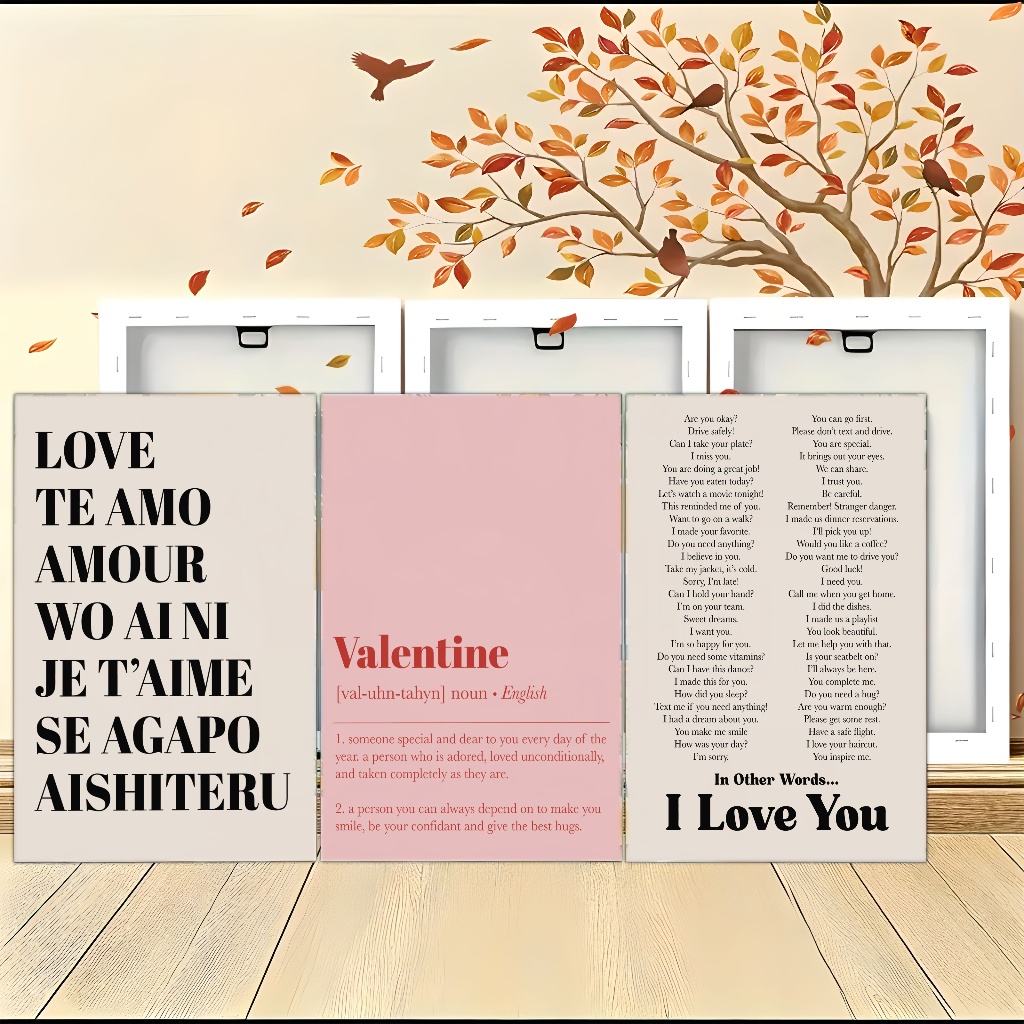 LOVE
TE AMO
AMOUR
WO AI NI
JE T’AIME
SE AGAPO
AISHITERU
Valentine
[val-uhn-tahyn] noun • English
1. someone special and dear to you every day of the
year. a person who is adored, loved unconditionally,
and taken completely as they are.
2. a person you can always depend on to make you
smile, be your confidant and give the best hugs.
Are you okay?
Drive safely!
Can I take your plate?
I miss you.
You are doing a great job!
Have you eaten today?
Let's watch a movie tonight!
This reminded me of you.
Want to go on a walk?
I made your favorite.
Do you need anything?
I believe in you.
Take my jacket, it's cold.
Sorry, I'm late!
Can I hold your hand?
I'm on your team.
Sweet dreams.
I want you.
I'm so happy for you.
Do you need some vitamins?
Can I have this dance?
I made this for you.
How did you sleep?
Text me if you need anything!
I had a dream about you.
You make me smile
How was your day?
I'm sorry.
You can go first.
Please don't text and drive.
You are special.
It brings out your eyes.
We can share.
I trust you.
Be careful.
Remember! Stranger danger.
I made us dinner reservations.
I'll pick you up!
Would you like a coffee?
Do you want me to drive you?
Good luck!
I need you.
Call me when you get home.
I did the dishes.
I made us a playlist
You look beautiful.
Let me help you with that.
Is your seatbelt on?
I'll always be here.
You complete me.
Do you need a hug?
Are you warm enough?
Please get some rest.
Have a safe flight.
I love your haircut.
You inspire me.
In Other Words...
I Love You